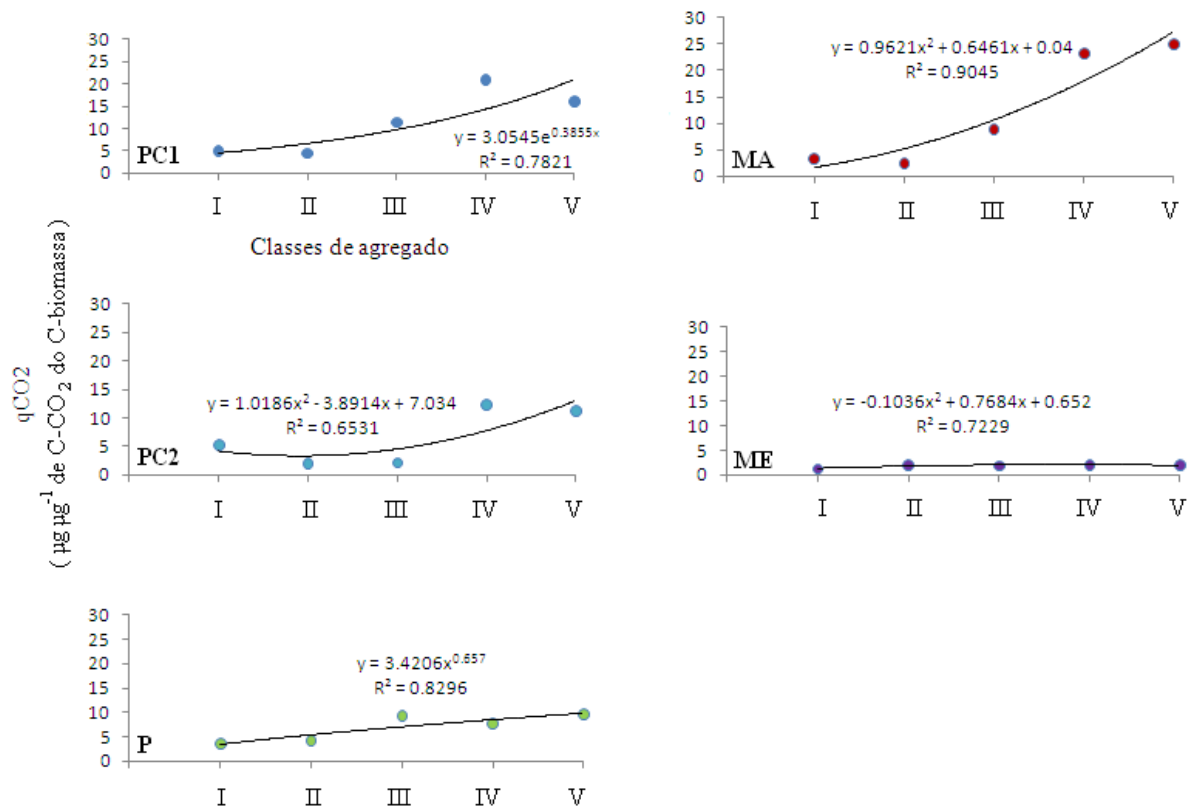 qCO2
( µg µg⁻¹ de C-CO₂ do C-biomassa )
30
25
20
15
10
5
0
PC1
y = 3.0545e^0.3855x
R² = 0.7821
I II III IV V
Classes de agregado
30
25
20
15
10
5
0
MA
y = 0.9621x² + 0.6461x + 0.04
R² = 0.9045
I II III IV V
30
25
20
15
10
5
0
PC2
y = 1.0186x² - 3.8914x + 7.034
R² = 0.6531
I II III IV V
30
25
20
15
10
5
0
ME
y = -0.1036x² + 0.7684x + 0.652
R² = 0.7229
I II III IV V
30
25
20
15
10
5
0
P
y = 3.4206x^0.657
R² = 0.8296
I II III IV V